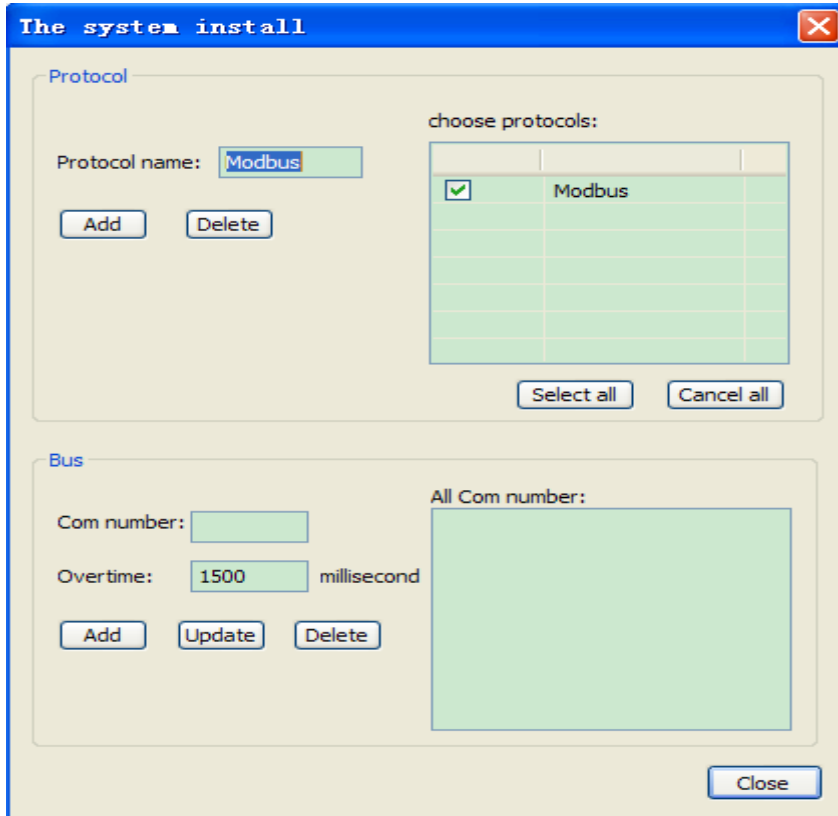 The system install
Protocol
choose protocols:
Protocol name: Modbus
Modbus
Add Delete
Select all Cancel all
Bus
All Com number:
Com number:
Overtime: 1500 millisecond
Add Update Delete
Close